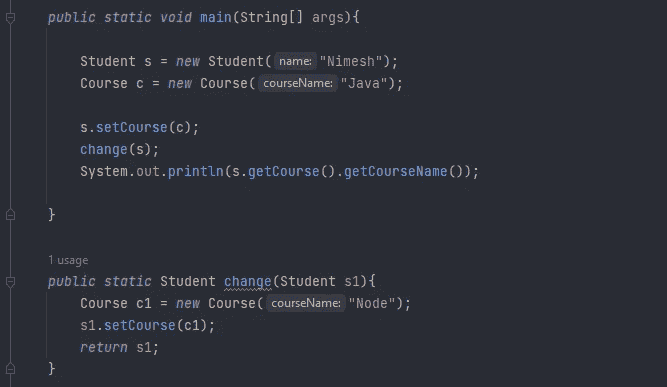 public static void main(String[] args){
Student s = new Student( name: "Nimesh");
Course c = new Course( courseName: "Java");
s.setCourse(c);
change(s);
System.out.println(s.getCourse().getCourseName());
}
1 usage
public static Student change(Student s1){
Course c1 = new Course( courseName: "Node");
s1.setCourse(c1);
return s1;
}